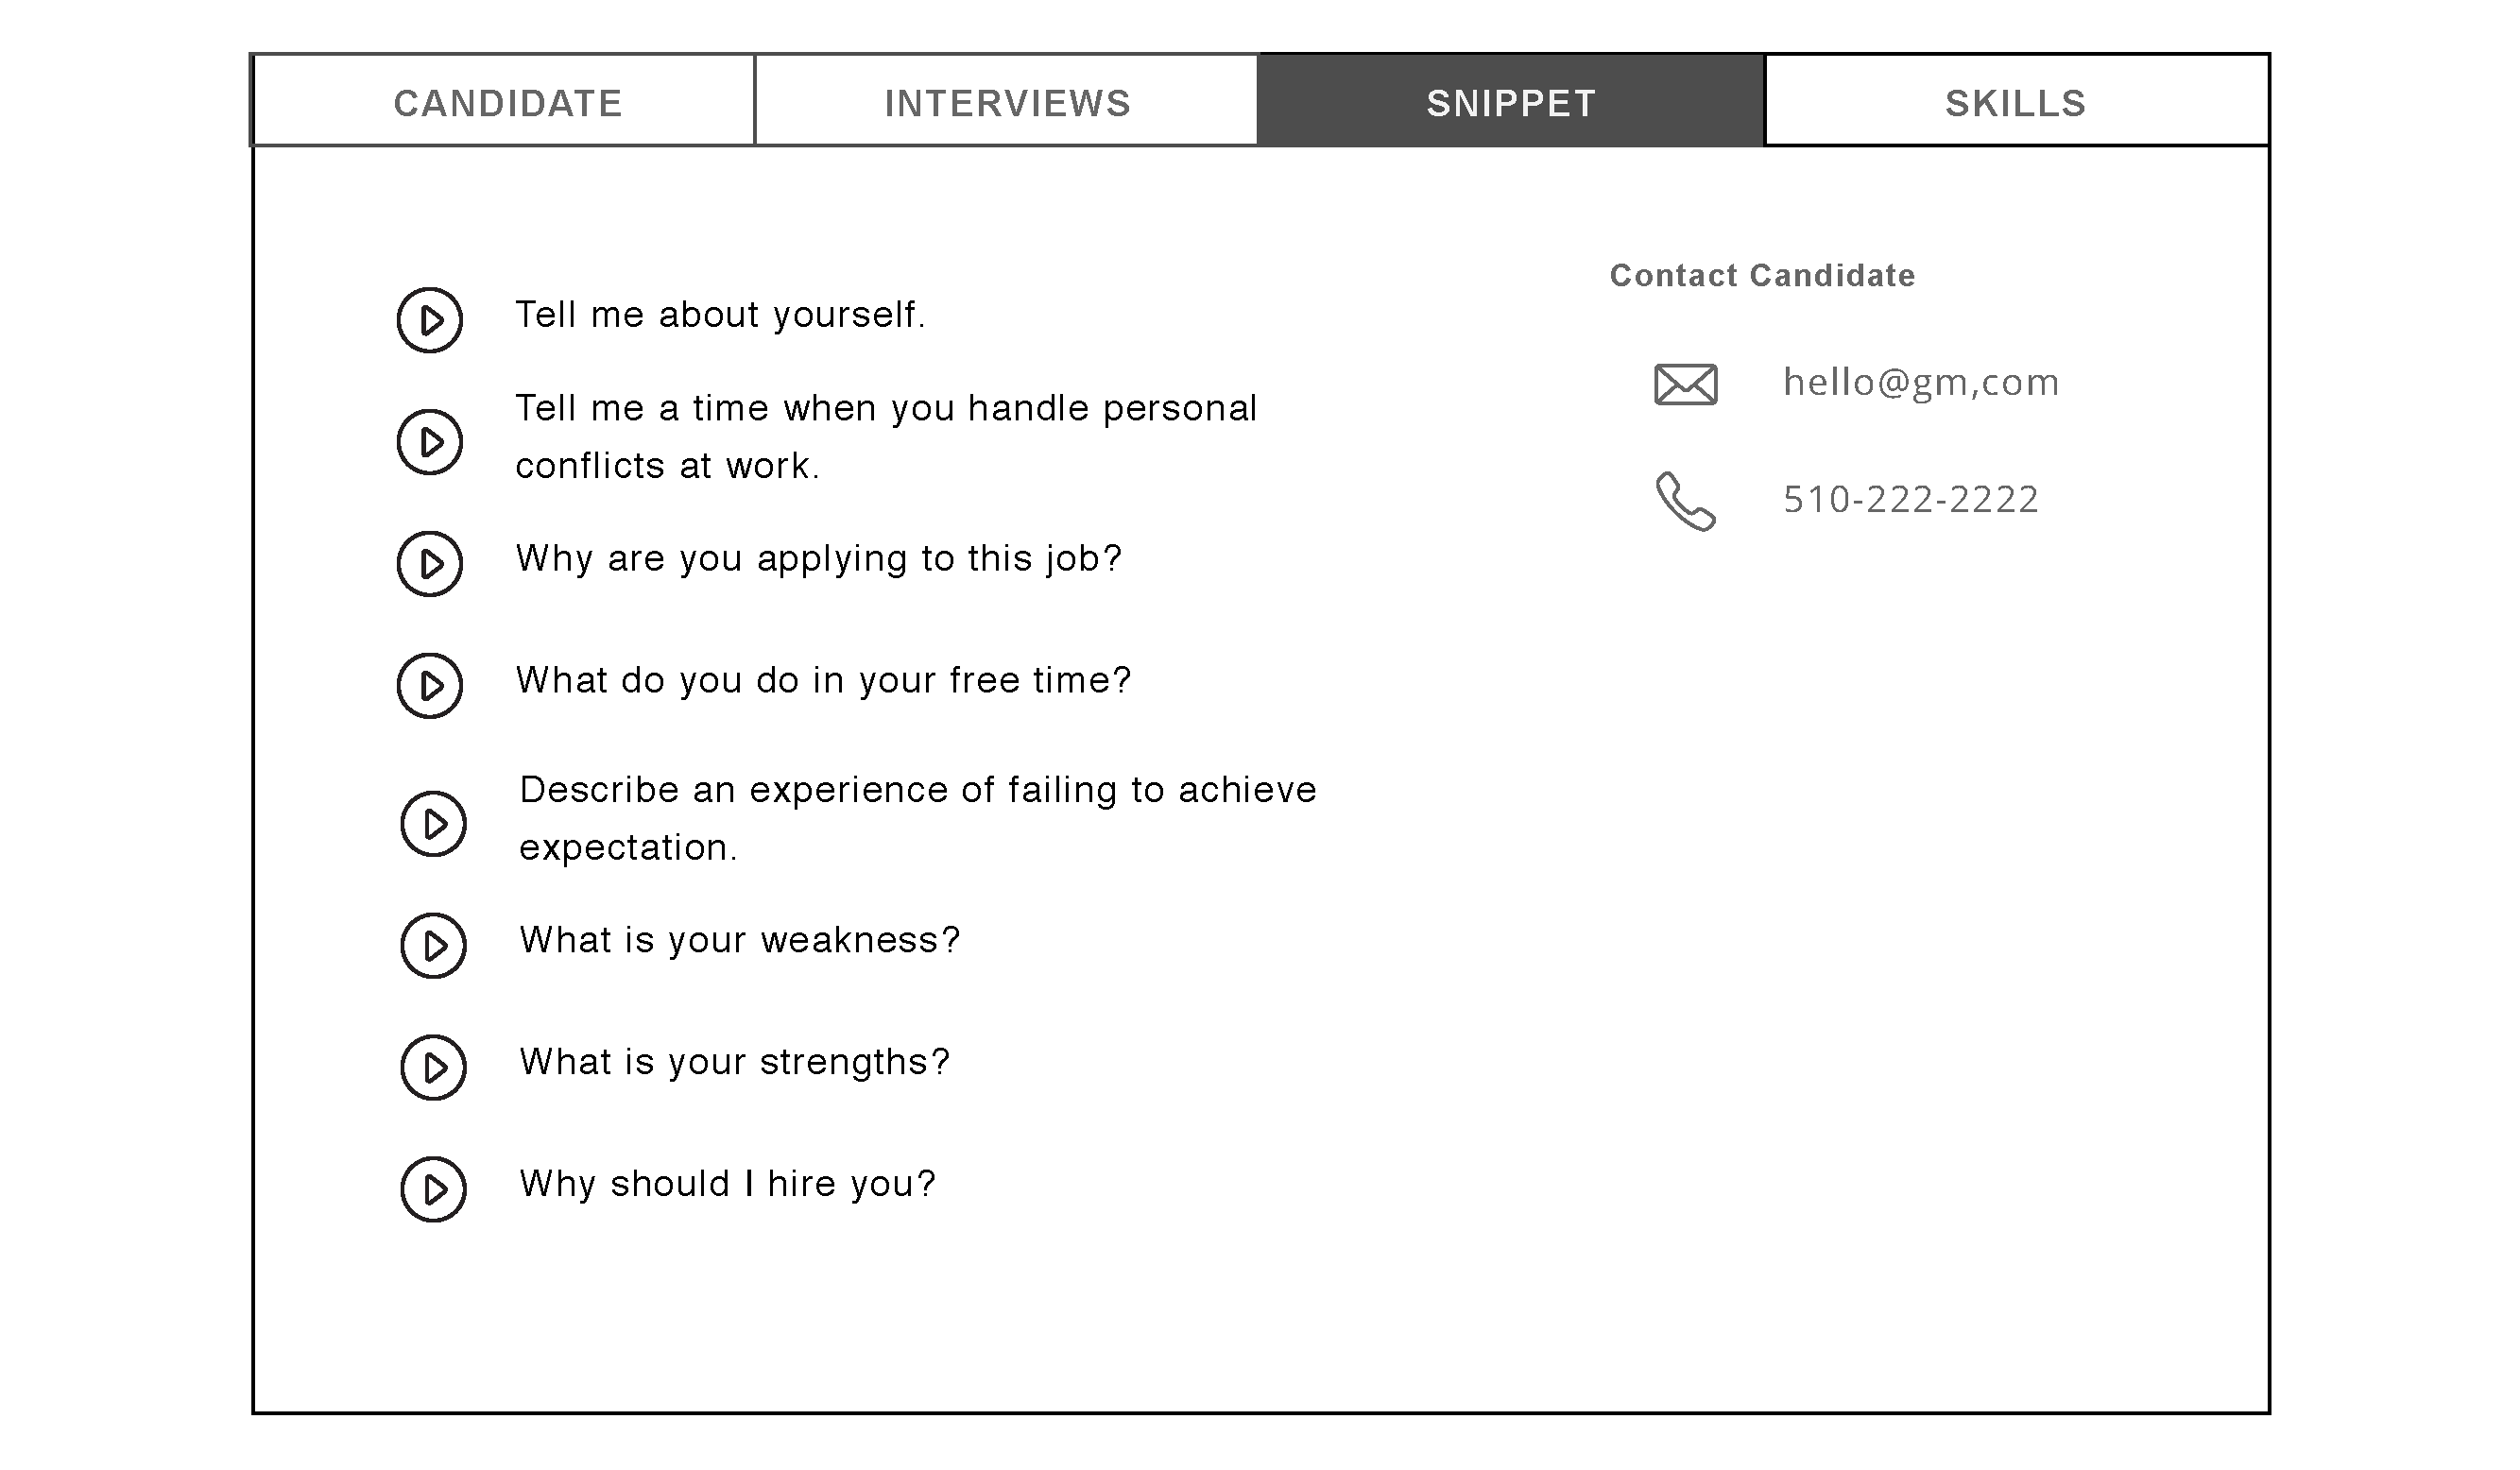 CANDIDATE
INTERVIEWS
SNIPPET
SKILLS
Tell me about yourself.
Tell me a time when you handle personal
conflicts at work.
Why are you applying to this job?
What do you do in your free time?
Describe an experience of failing to achieve
expectation.
What is your weakness?
What is your strengths?
Why should I hire you?
Contact Candidate
hello@gm,com
510-222-2222